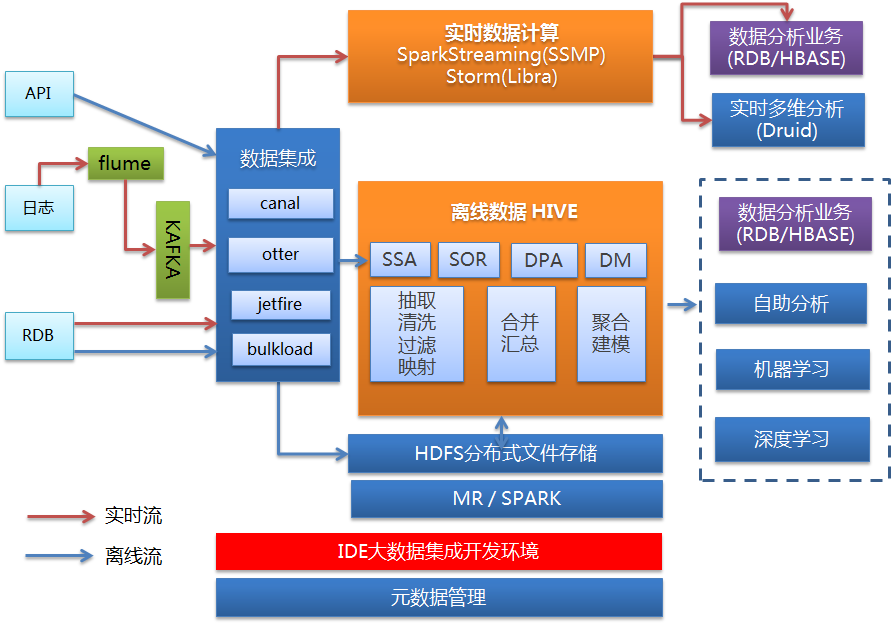 实时数据计算
SparkStreaming(SSMP)
Storm(Libra)
数据分析业务
(RDB/HBASE)
实时多维分析
(Druid)
API
flume
日志
KAFKA
RDB
数据集成
canal
otter
jetfire
bulkload
离线数据 HIVE
SSA
SOR
DPA
DM
抽取
清洗
过滤
映射
合并
汇总
聚合
建模
数据分析业务
(RDB/HBASE)
自助分析
机器学习
深度学习
HDFS分布式文件存储
MR / SPARK
实时流
离线流
IDE大数据集成开发环境
元数据管理